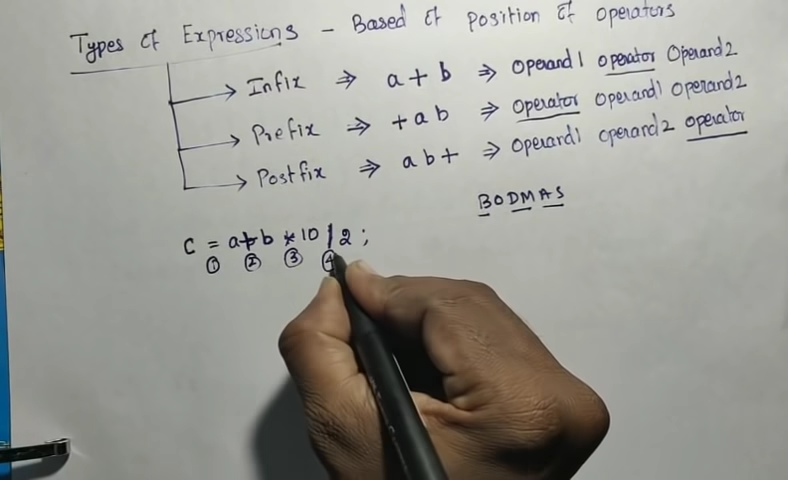 Types of Expressions - Based of position of operators
Infix ⇒ a + b ⇒ operand1 operator operand2
Prefix ⇒ + a b ⇒ operator operand1 operand2
Postfix ⇒ a b + ⇒ operand1 operand2 operator
BODMAS
c = a + b * 10 / 2 ;
① ② ③ ④